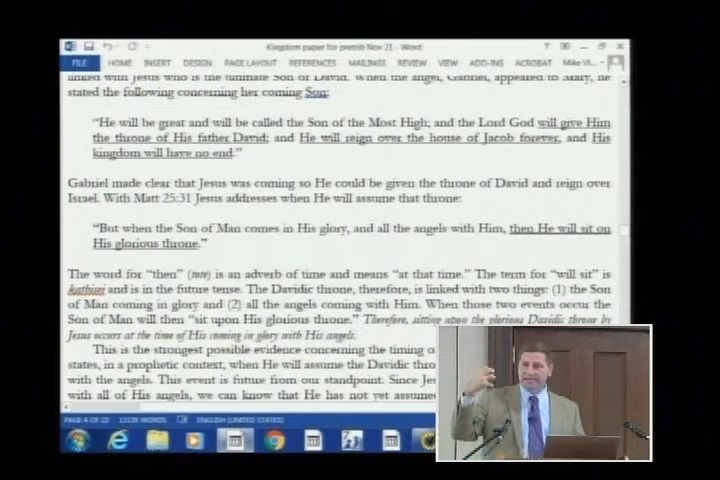 Kingdom paper for pretrib Nov 21 - Word
FILE HOME INSERT DESIGN PAGE LAYOUT REFERENCES MAILINGS REVIEW VIEW ADD-INS ACROBAT Mike
linked with Jesus who is the ultimate Son of David. When the angel, Gabriel, appeared to Mary, he
stated the following concerning her coming Son:
“He will be great and will be called the Son of the Most High; and the Lord God will give Him
the throne of His father David; and He will reign over the house of Jacob forever, and His
kingdom will have no end.”
Gabriel made clear that Jesus was coming so He could be given the throne of David and reign over
Israel. With Matt 25:31 Jesus addresses when He will assume that throne:
“But when the Son of Man comes in His glory, and all the angels with Him, then He will sit on
His glorious throne.”
The word for “then” (tote) is an adverb of time and means “at that time.” The term for “will sit” is
and is in the future tense. The Davidic throne, therefore, is linked with two things: (1) the Son
of Man coming in glory and (2) all the angels coming with Him. When those two events occur the
Son of Man will then “sit upon His glorious throne.” Therefore, sitting upon the glorious Davidic throne by
Jesus occurs at the time of His coming in glory with His angels.
This is the strongest possible evidence concerning the timing o
states, in a prophetic context, when He will assume the Davidic thro
with the angels. This event is future from our standpoint. Since Je
with all of His angels, we can know that He has not yet assume
PAGE 4 OF 22 WORDS ENGLISH (UNITED STATES)